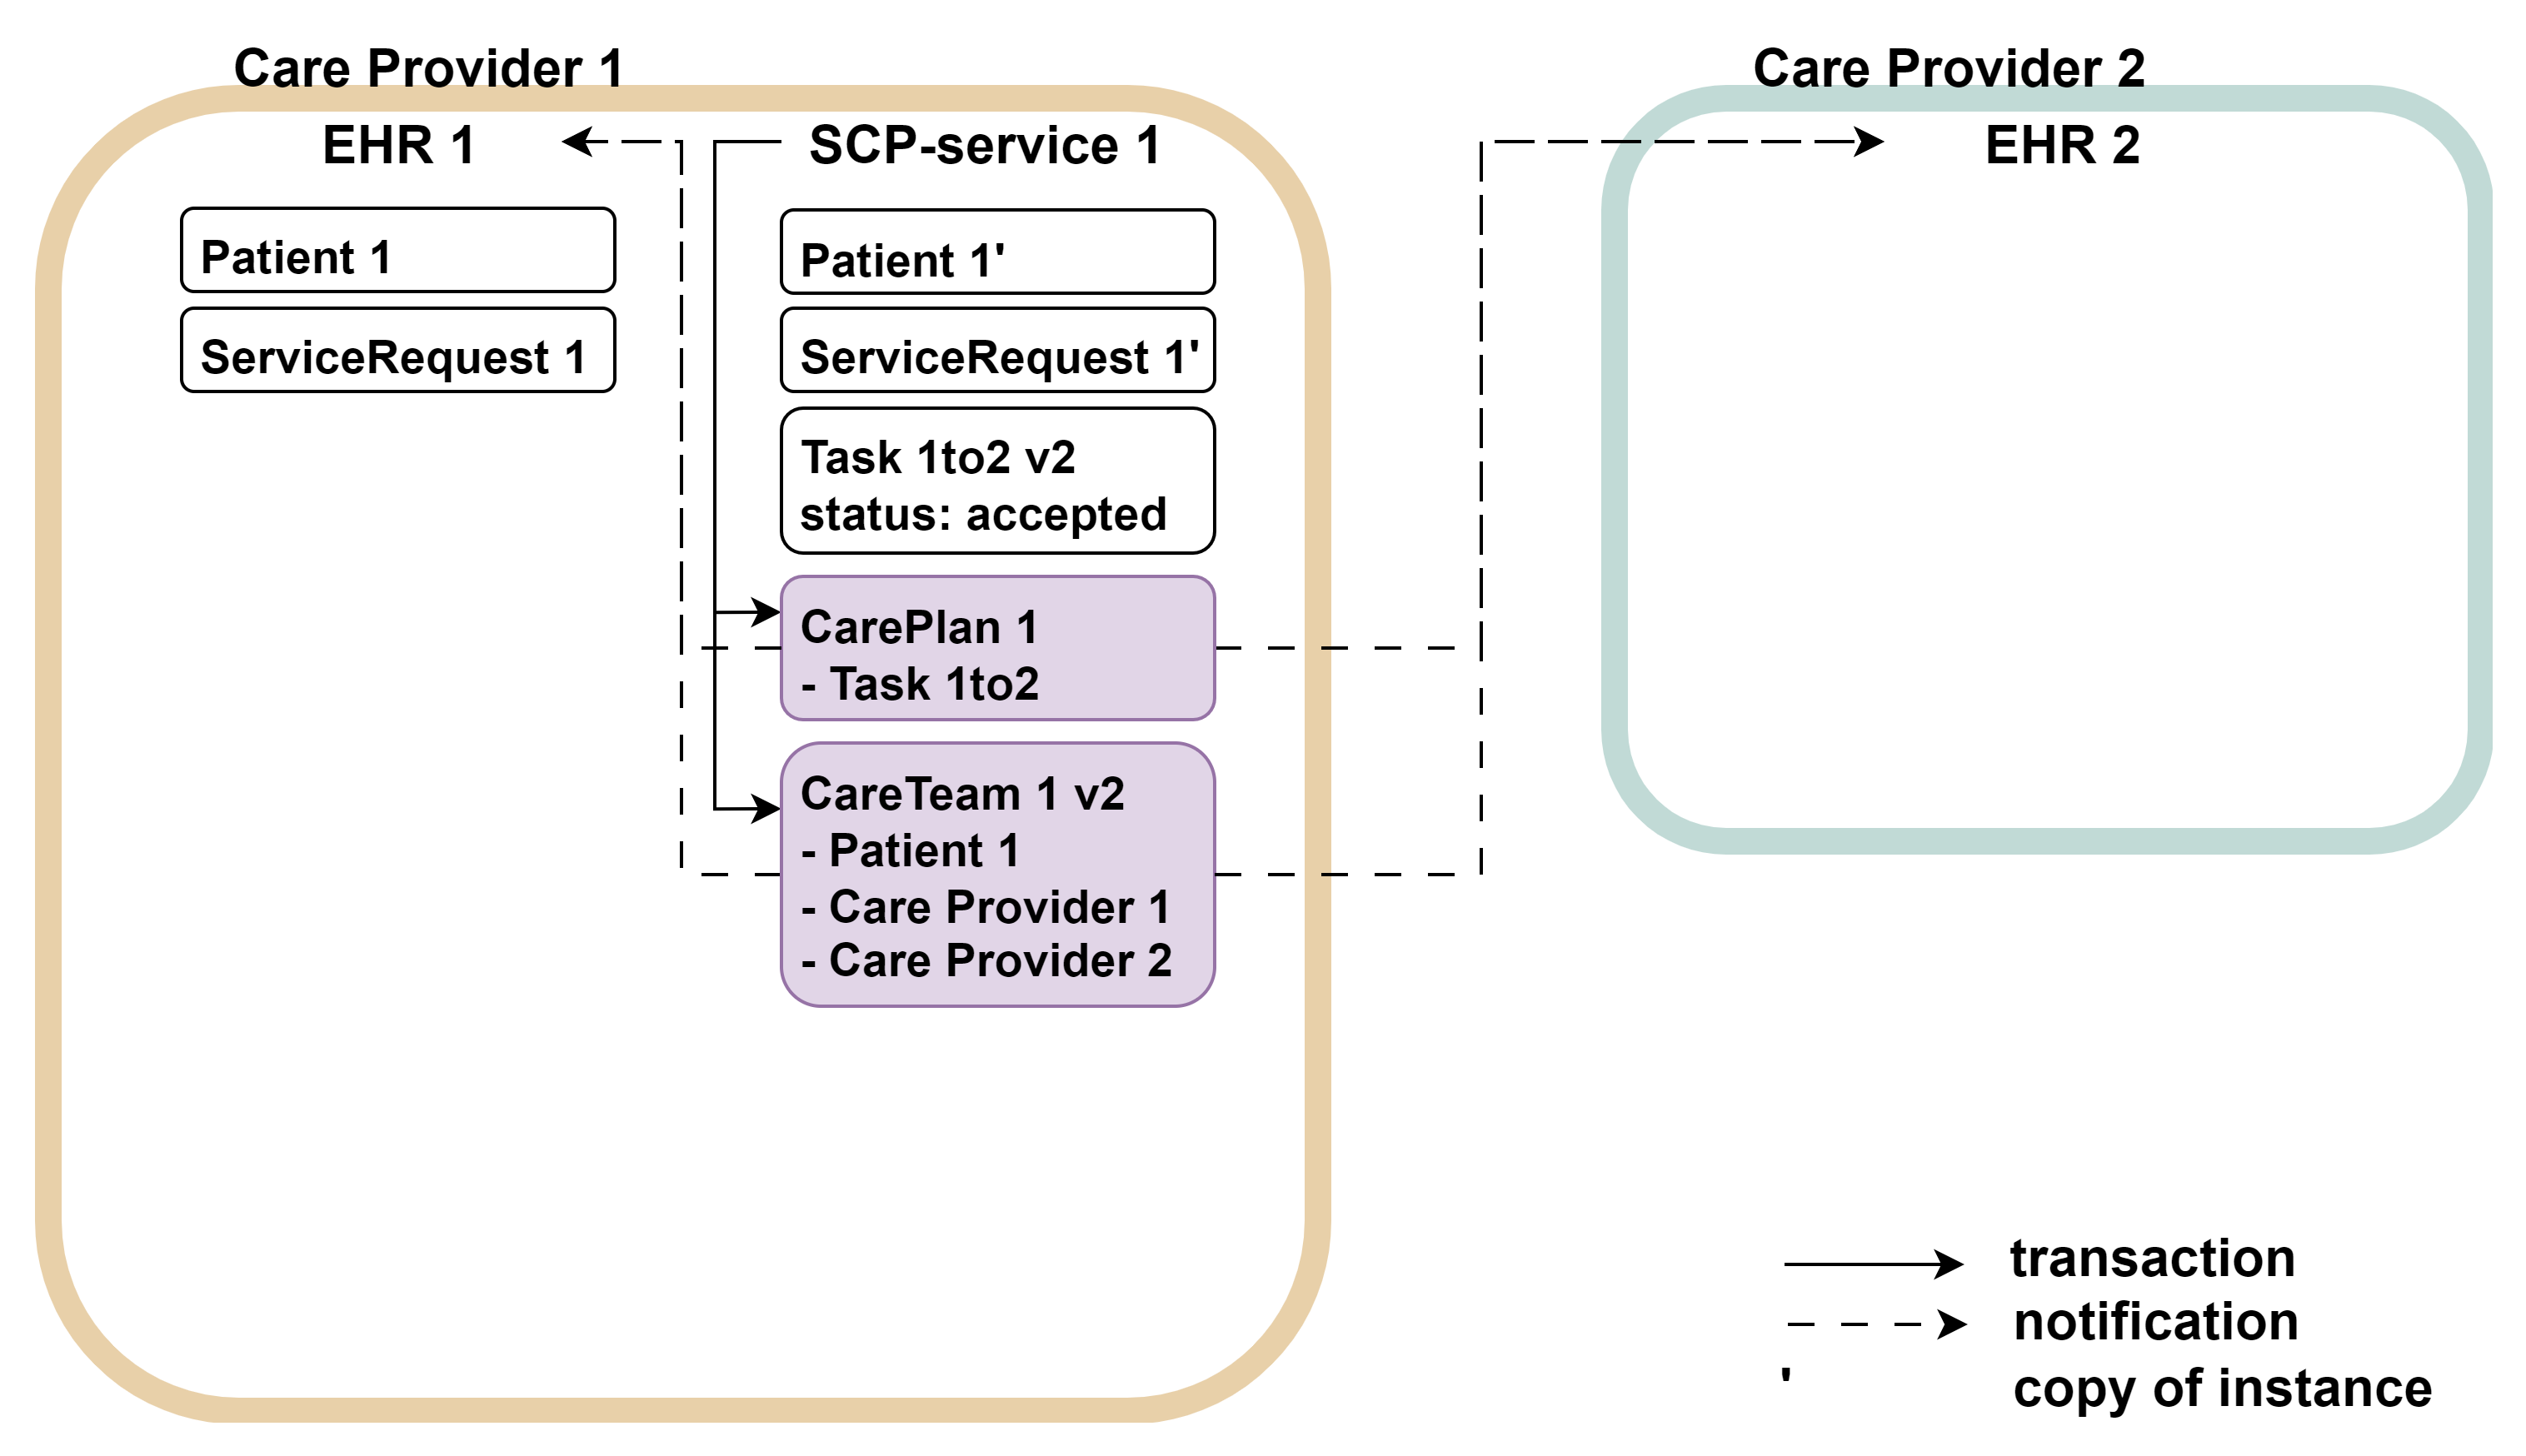 Care Provider 1
EHR 1
SCP-service 1
Patient 1
ServiceRequest 1
Patient 1'
ServiceRequest 1'
Task 1to2 v2
status: accepted
CarePlan 1
- Task 1to2
CareTeam 1 v2
- Patient 1
- Care Provider 1
- Care Provider 2
Care Provider 2
EHR 2
transaction
notification
' copy of instance